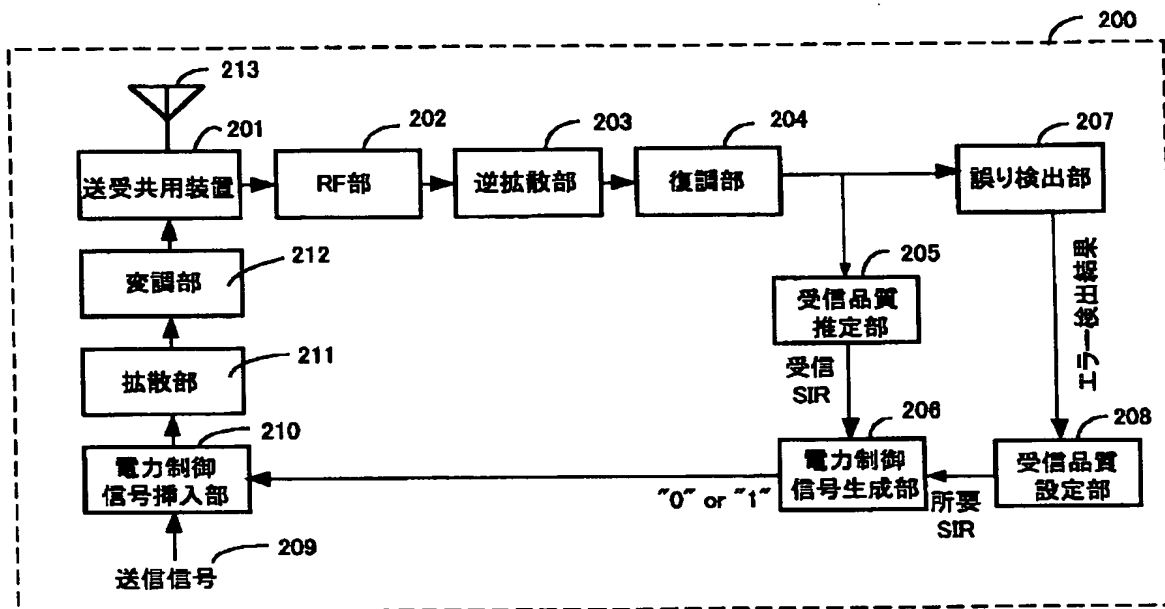 200
213
201
送受共用装置
202
RF部
203
逆拡散部
204
復調部
207
誤り検出部
212
変調部
205
受信品質
推定部
エラー検出結果
211
拡散部
受信
SIR
210
電力制御
信号挿入部
206
電力制御
信号生成部
208
受信品質
設定部
"0" or "1"
所要
SIR
209
送信信号